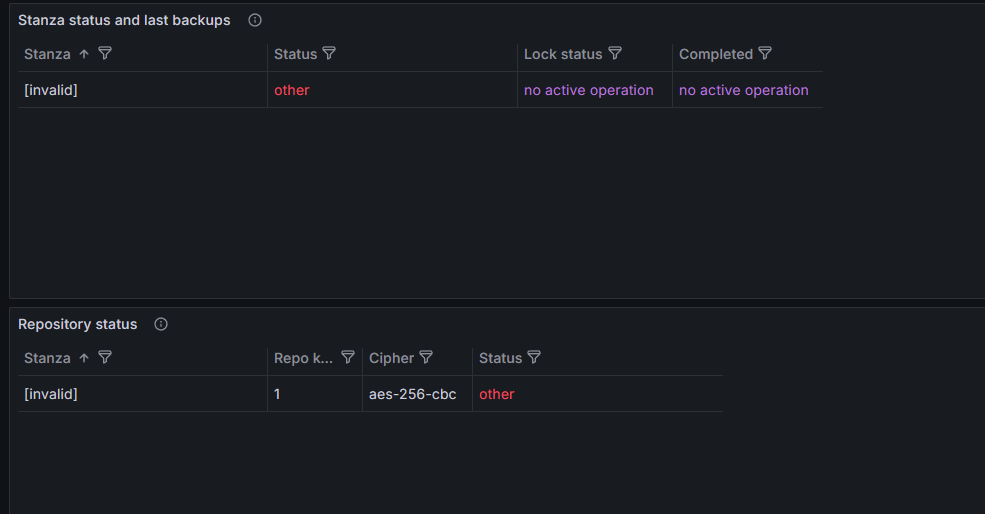 Stanza status and last backups
Stanza Status Lock status Completed
[invalid] other no active operation no active operation
Repository status
Stanza Repo k... Cipher Status
[invalid] 1 aes-256-cbc other